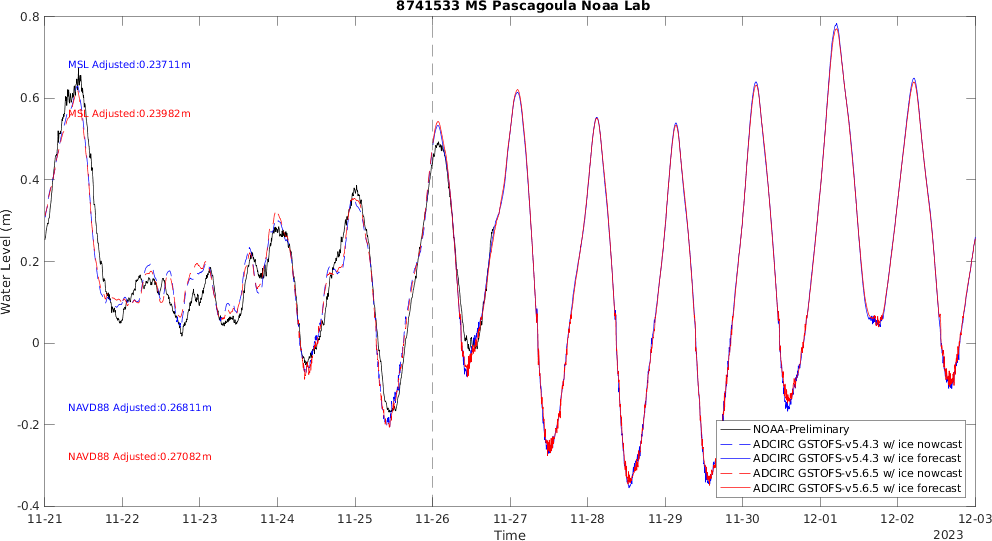 8741533 MS Pascagoula Noaa Lab
0.8
0.6
0.4
0.2
0
-0.2
-0.4
Water Level (m)
MSL Adjusted:0.23711m
MSL Adjusted:0.23982m
NAVD88 Adjusted:0.26811m
NAVD88 Adjusted:0.27082m
NOAA-Preliminary
ADCIRC GSTOFS-v5.4.3 w/ ice nowcast
ADCIRC GSTOFS-v5.4.3 w/ ice forecast
ADCIRC GSTOFS-v5.6.5 w/ ice nowcast
ADCIRC GSTOFS-v5.6.5 w/ ice forecast
11-21 11-22 11-23 11-24 11-25 11-26 11-27 11-28 11-29 11-30 12-01 12-02 12-03
Time
2023